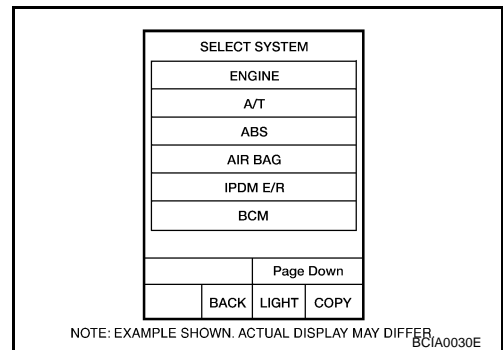 SELECT SYSTEM
ENGINE
A/T
ABS
AIR BAG
IPDM E/R
BCM
Page Down
BACK LIGHT COPY
NOTE: EXAMPLE SHOWN. ACTUAL DISPLAY MAY DIFFER.
BCIA0030E